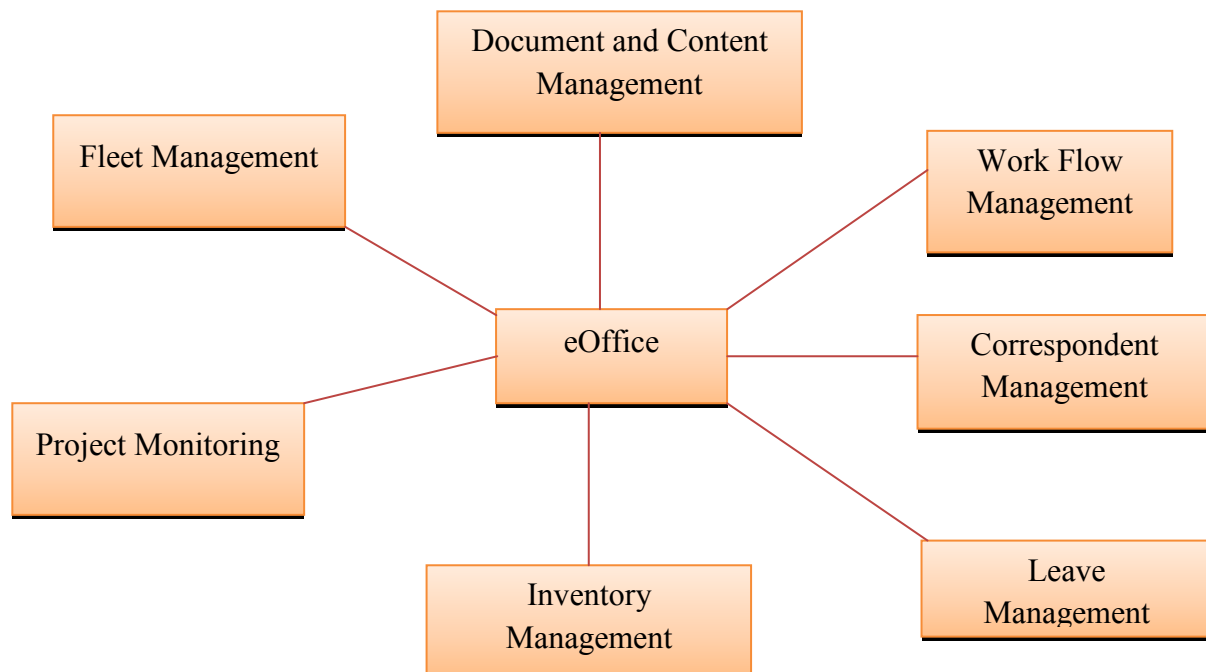 Document and Content
Management
Fleet Management
Work Flow
Management
eOffice
Correspondent
Management
Project Monitoring
Inventory
Management
Leave
Management